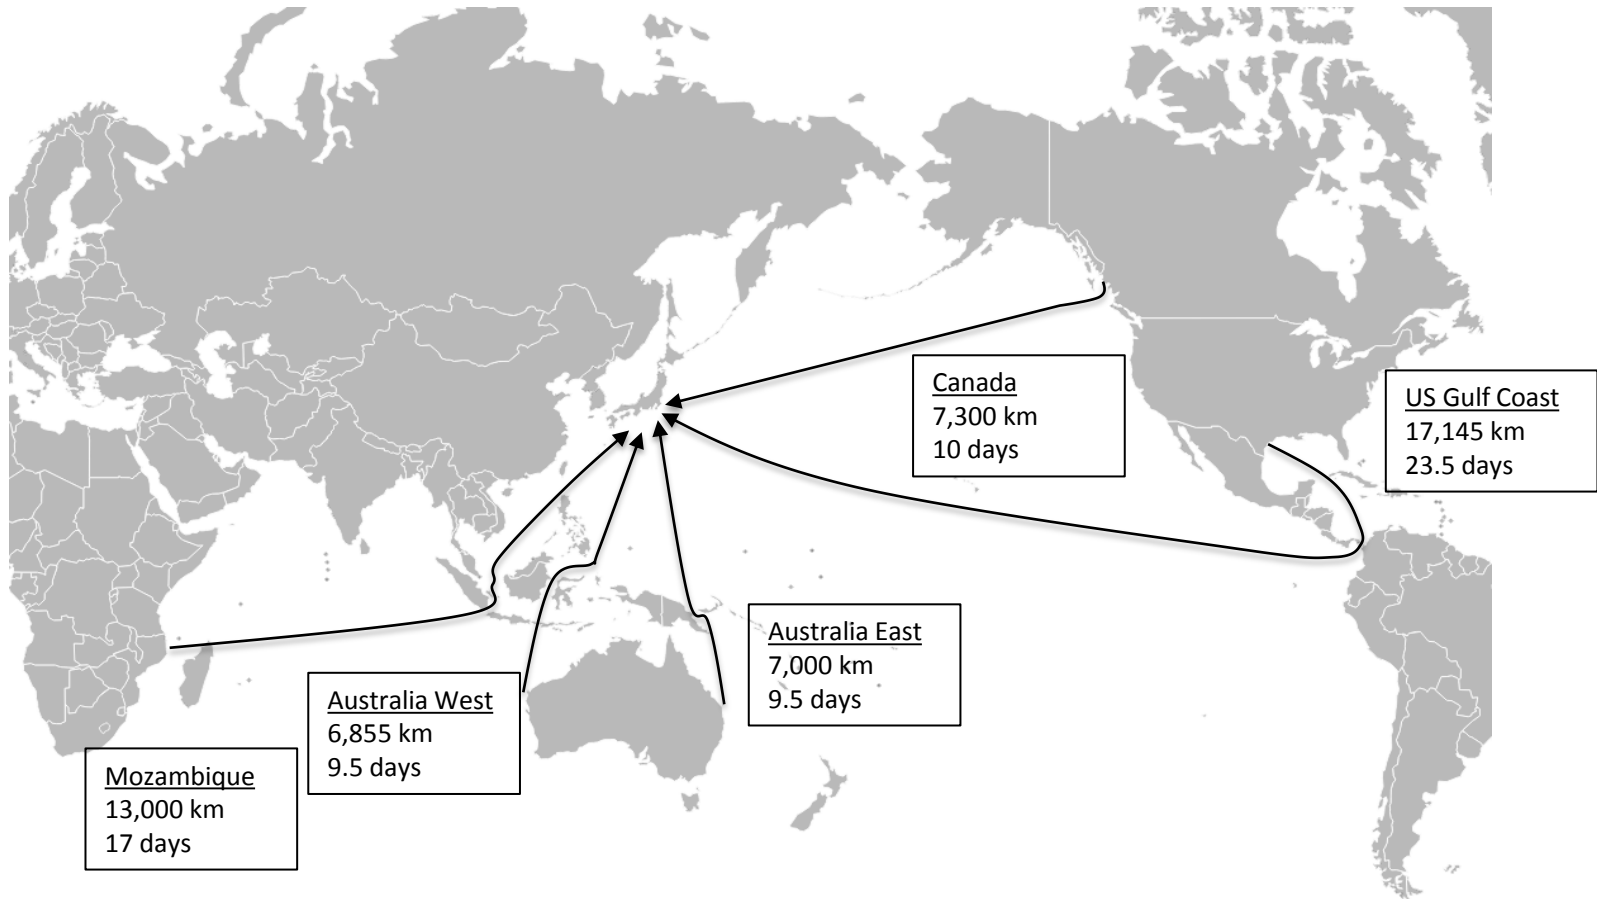 Canada
7,300 km
10 days
US Gulf Coast
17,145 km
23.5 days
Australia East
7,000 km
9.5 days
Australia West
6,855 km
9.5 days
Mozambique
13,000 km
17 days